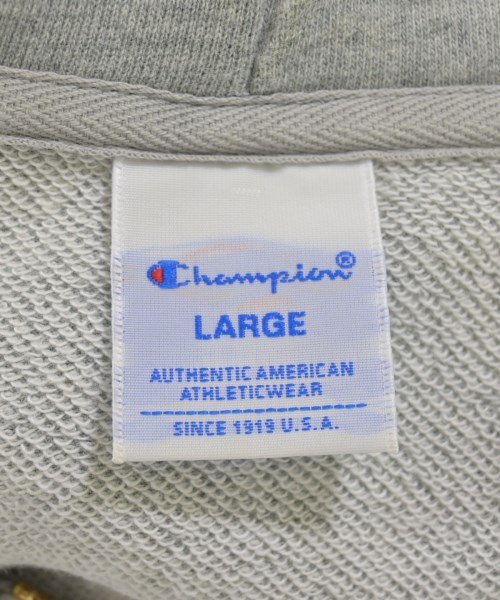 Champion®
LARGE
AUTHENTIC AMERICAN
ATHLETICWEAR
SINCE 1919 U.S.A.